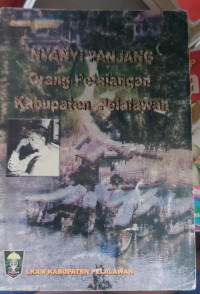 NYANYI PANJANG
Orang Petalangan
Kabupaten Pelalawan
LKAM KABUPATEN PELALAWAN